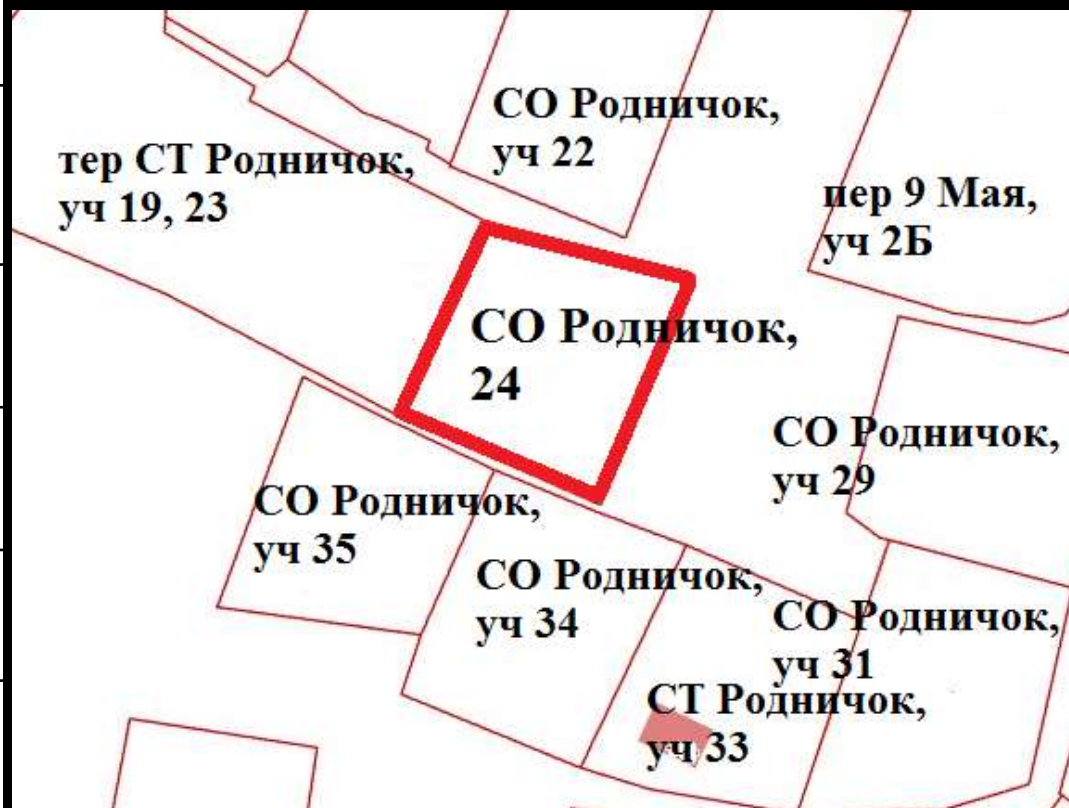 СО Родничок,
уч 22
тер СТ Родничок,
уч 19, 23
пер 9 Мая,
уч 2Б
СО Родничок,
24
СО Родничок,
уч 29
СО Родничок,
уч 35
СО Родничок,
уч 34
СО Родничок,
уч 31
СТ Родничок,
уч 33